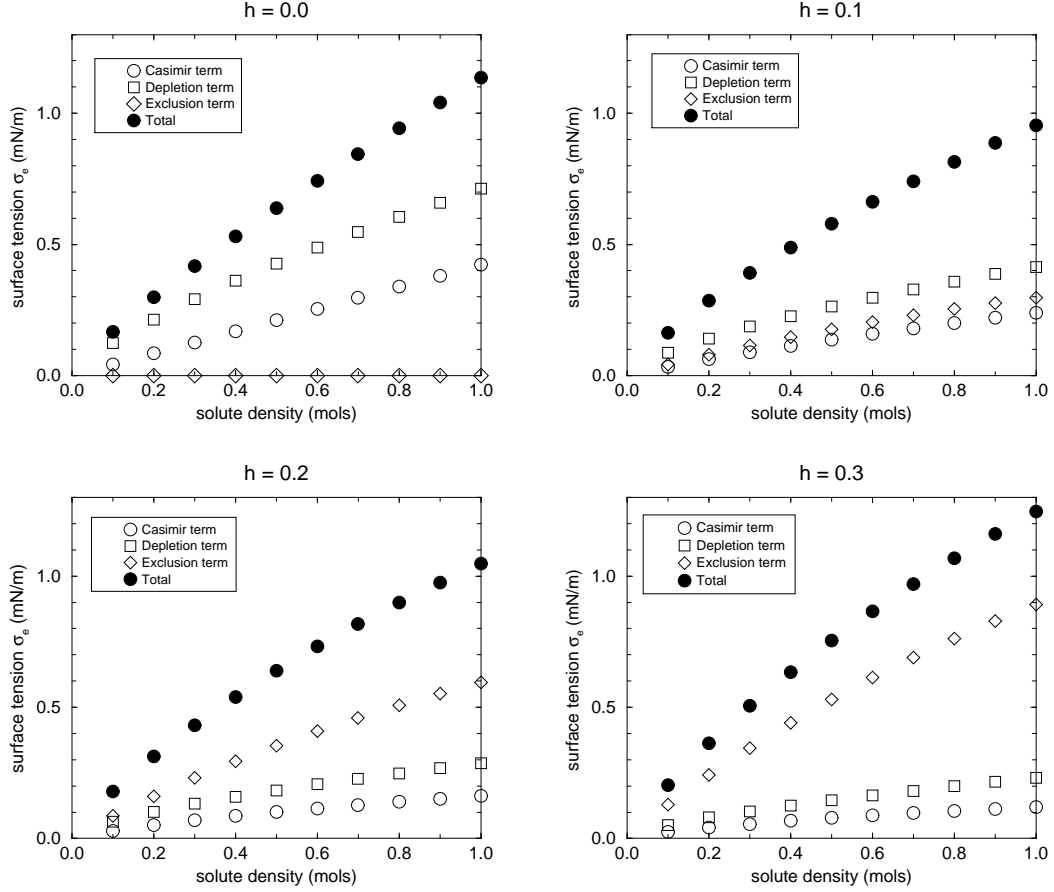 h = 0.0
Casimir term
Depletion term
Exclusion term
Total
1.0
0.5
0.0
surface tension σe (mN/m)
0.0 0.2 0.4 0.6 0.8 1.0
solute density (mols)
h = 0.1
Casimir term
Depletion term
Exclusion term
Total
1.0
0.5
0.0
surface tension σe (mN/m)
0.0 0.2 0.4 0.6 0.8 1.0
solute density (mols)
h = 0.2
Casimir term
Depletion term
Exclusion term
Total
1.0
0.5
0.0
surface tension σe (mN/m)
0.0 0.2 0.4 0.6 0.8 1.0
solute density (mols)
h = 0.3
Casimir term
Depletion term
Exclusion term
Total
1.0
0.5
0.0
surface tension σe (mN/m)
0.0 0.2 0.4 0.6 0.8 1.0
solute density (mols)